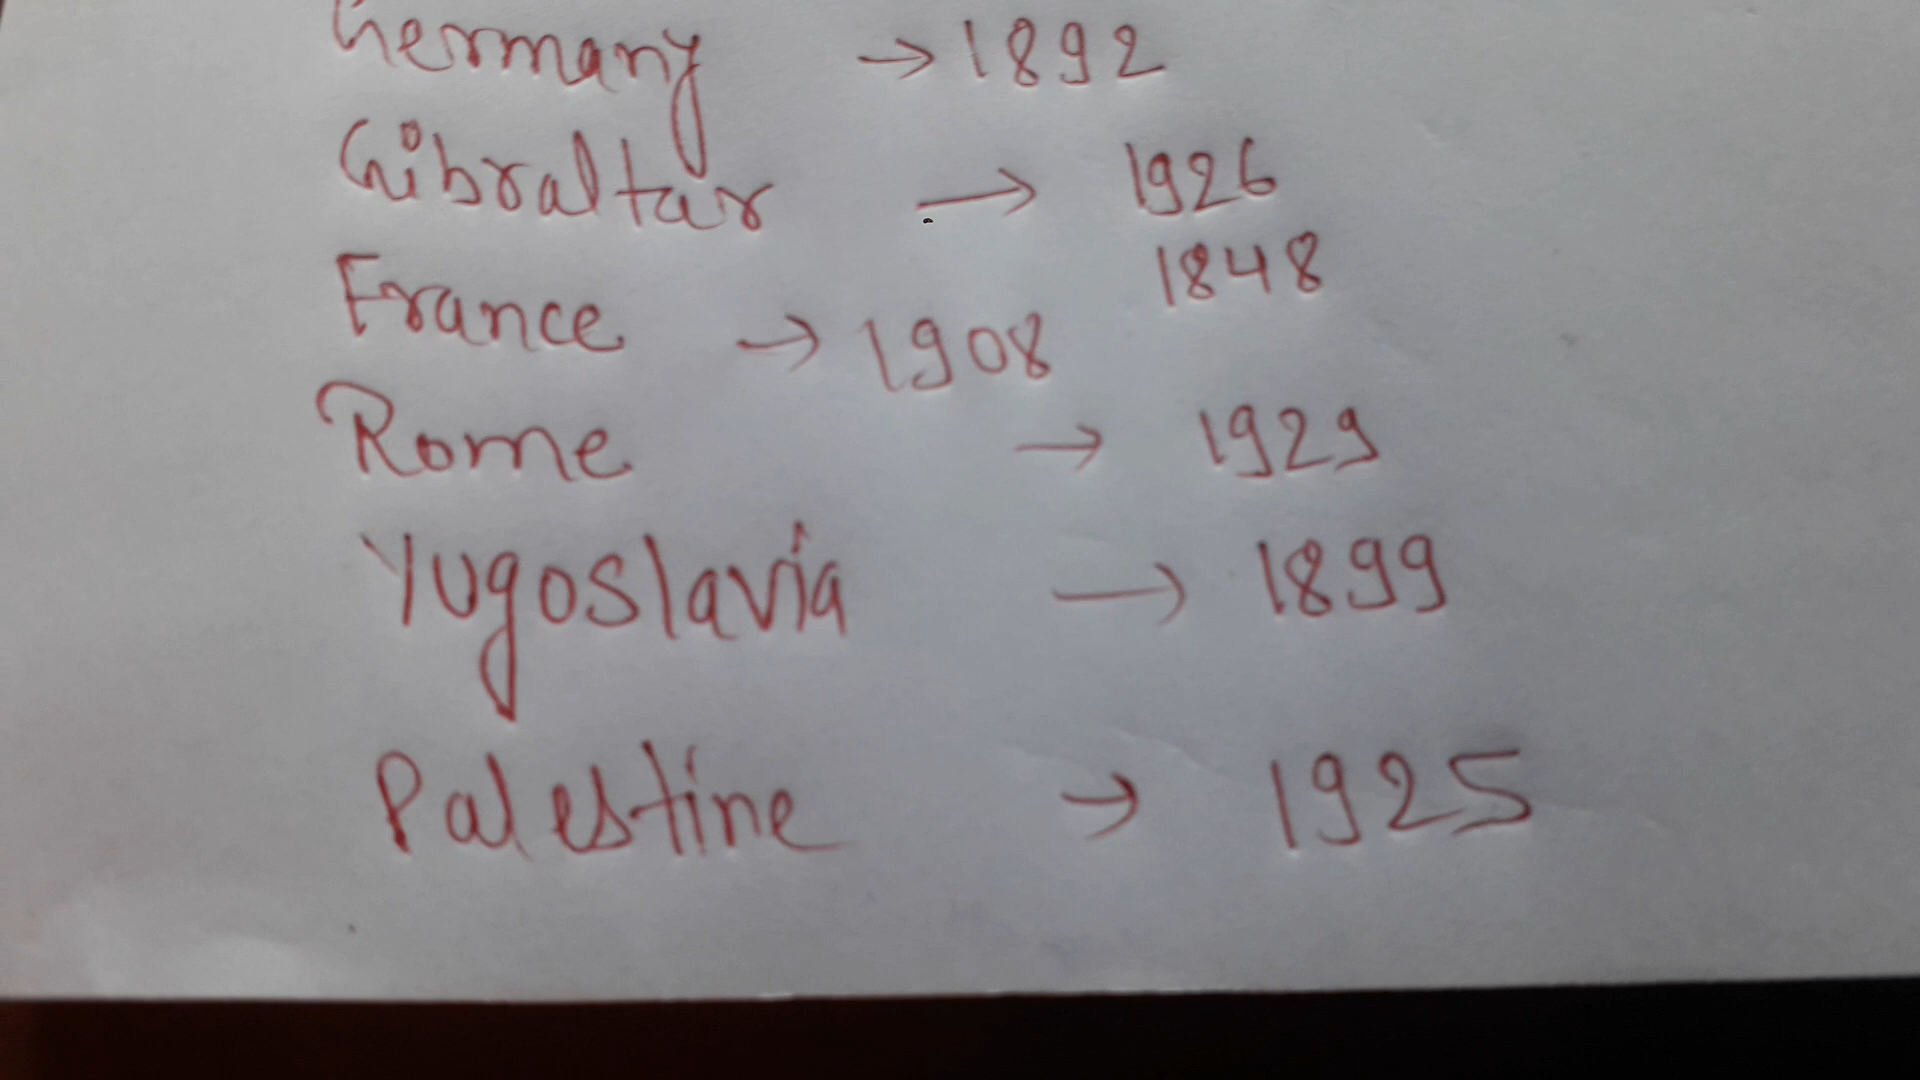 Germany → 1892
Gibraltar → 1926
1848
France → 1908
Rome → 1929
Yugoslavia → 1899
Palestine → 1925